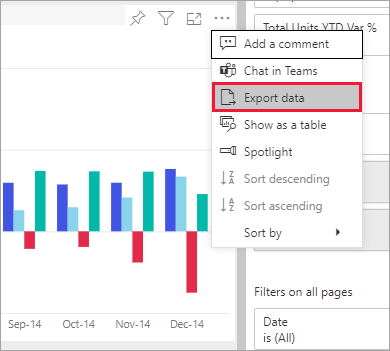 Total Units YTD Var %
Add a comment
Chat in Teams
Export data
Show as a table
Spotlight
Sort descending
Sort ascending
Sort by
Sep-14
Oct-14
Nov-14
Dec-14
Filters on all pages
Date
is (All)